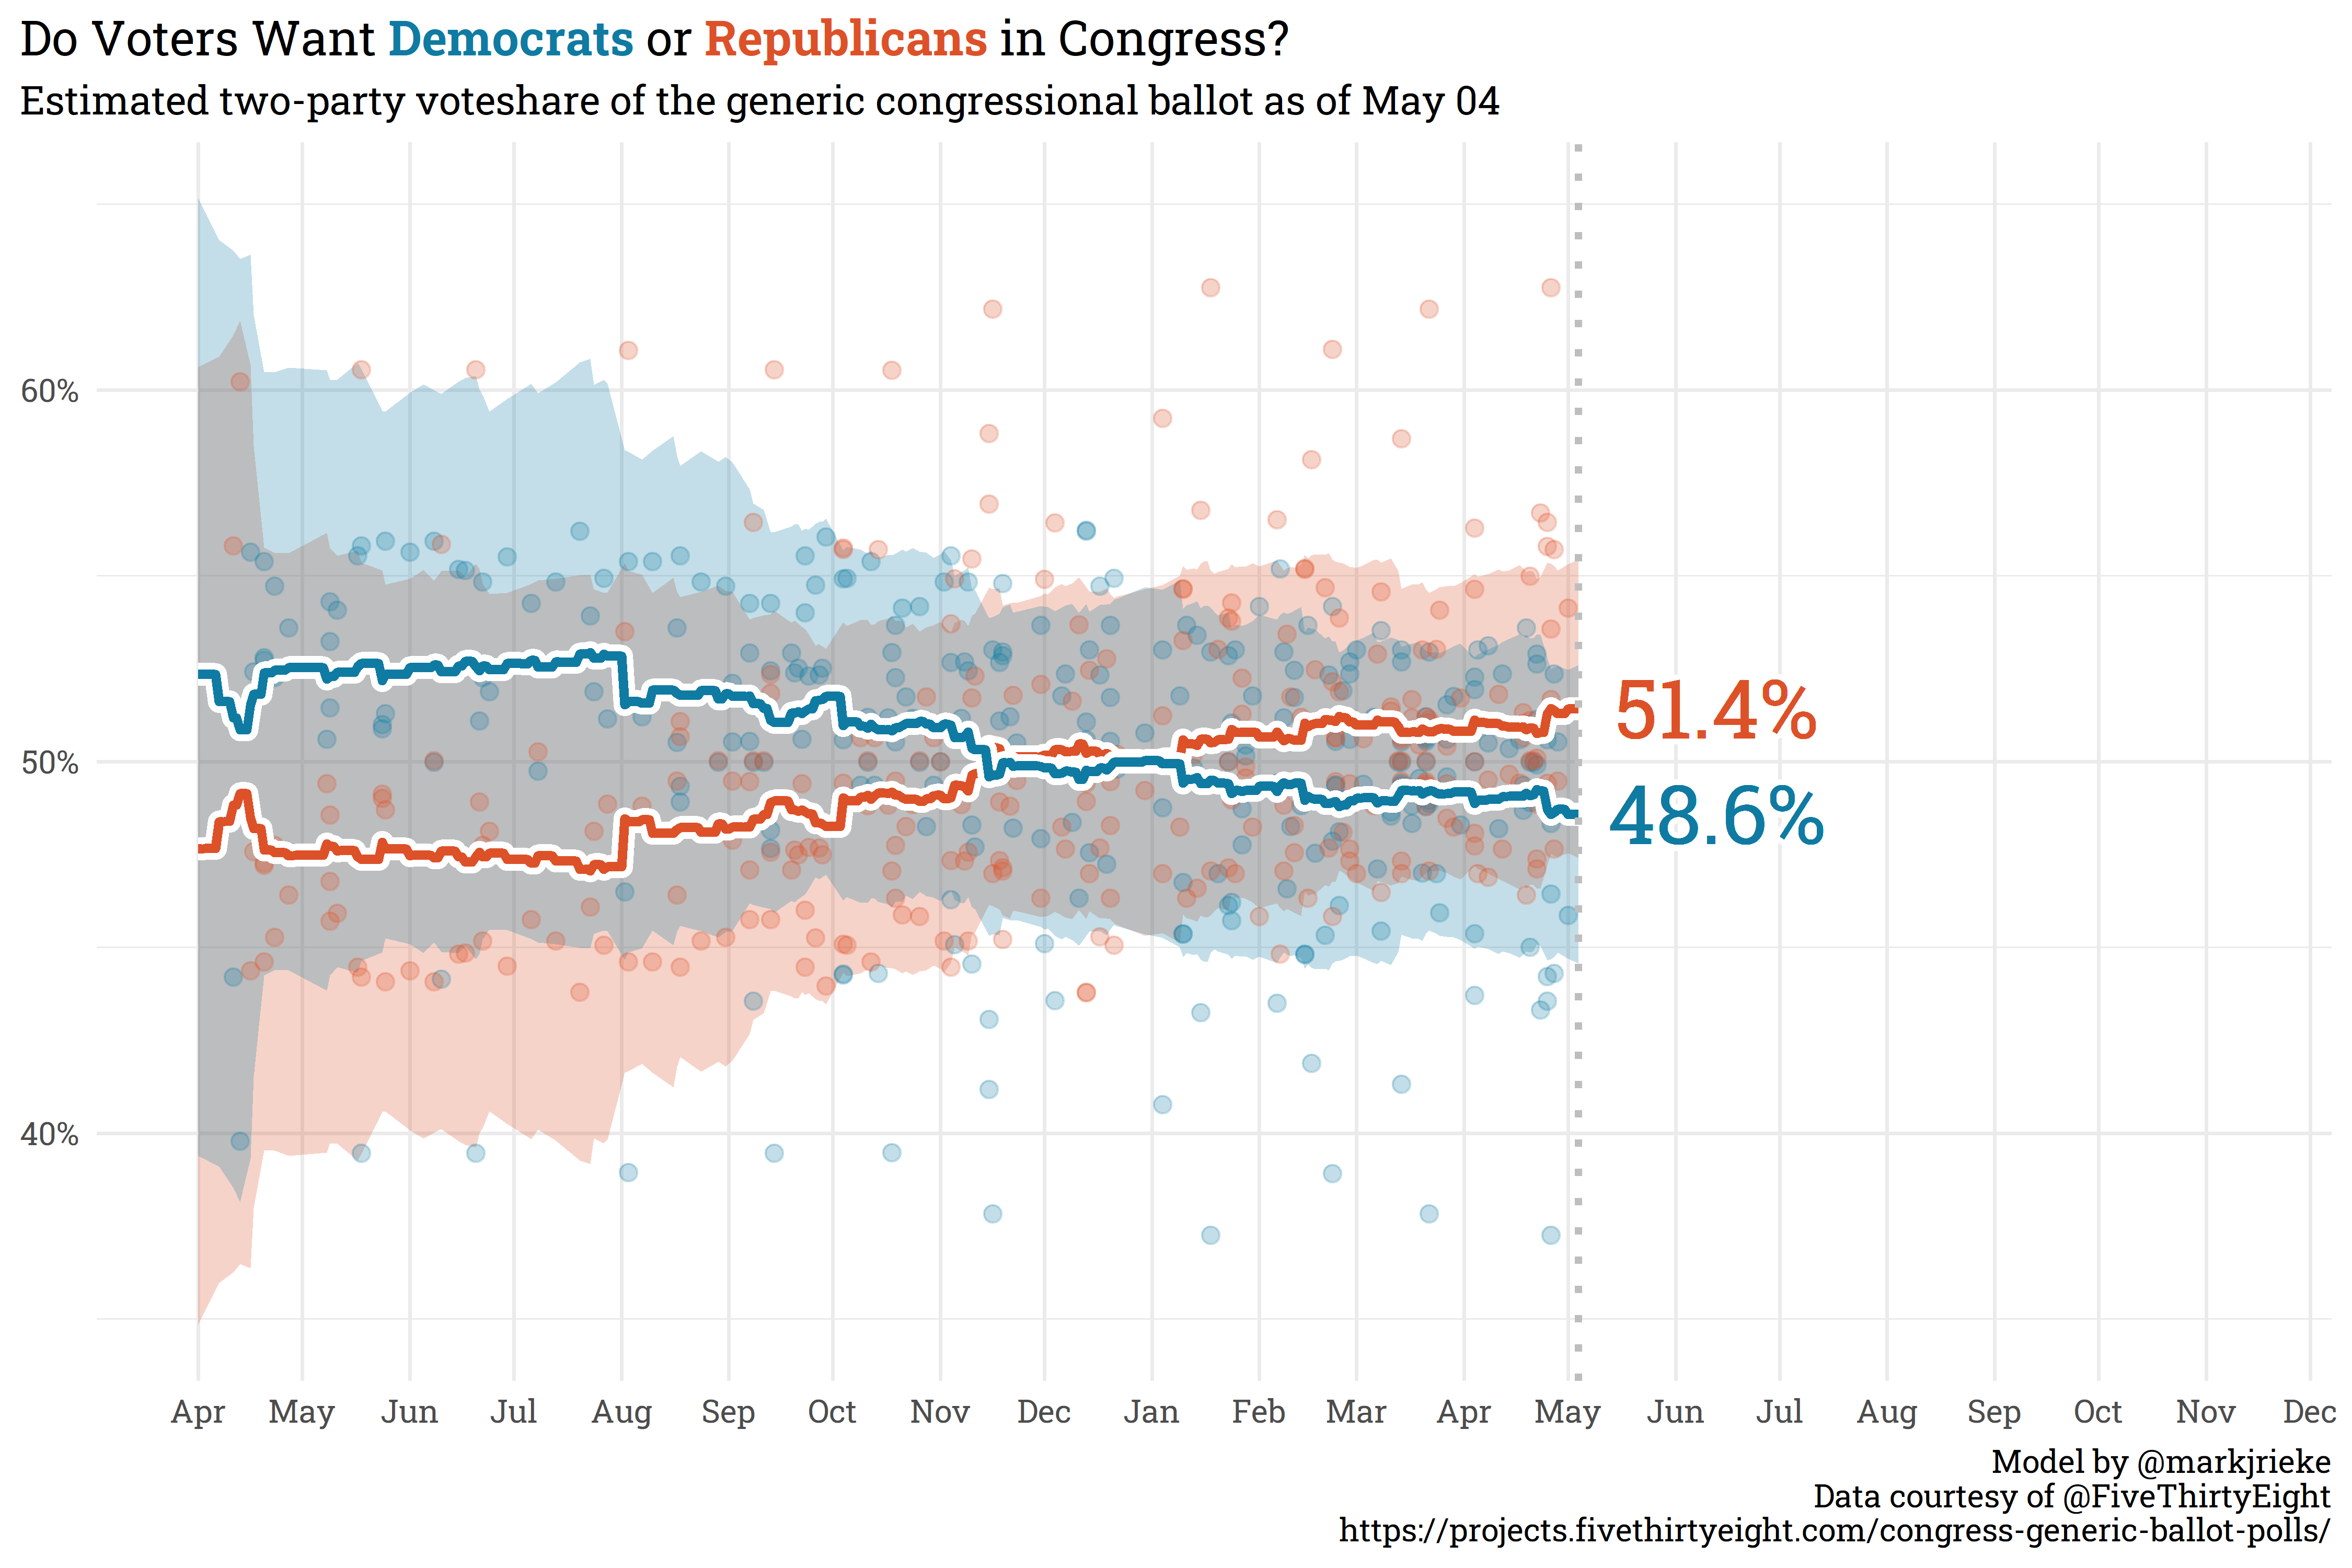 Do Voters Want Democrats or Republicans in Congress?
Estimated two-party voteshare of the generic congressional ballot as of May 04
60%
50%
40%
51.4%
48.6%
Apr May Jun Jul Aug Sep Oct Nov Dec Jan Feb Mar Apr May Jun Jul Aug Sep Oct Nov Dec
Model by @markjrieke
Data courtesy of @FiveThirtyEight
https://projects.fivethirtyeight.com/congress-generic-ballot-polls/